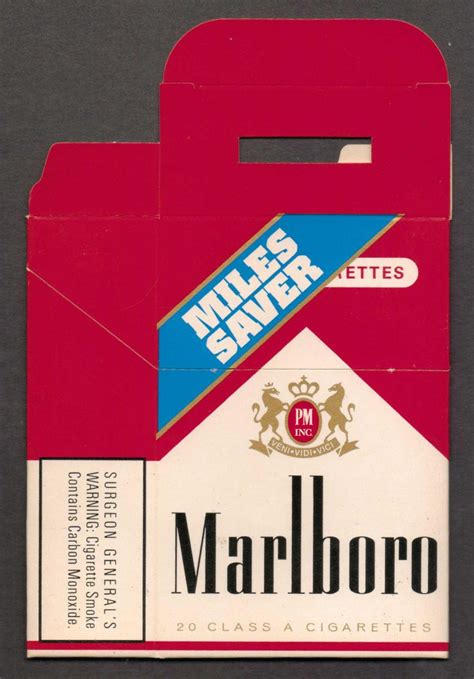 MILES
SAVER
ETTES
PM
INC
VENI·VIDI·VICI
Marlboro
20 CLASS A CIGARETTES
SURGEON GENERAL'S
WARNING: Cigarette Smoke
Contains Carbon Monoxide.